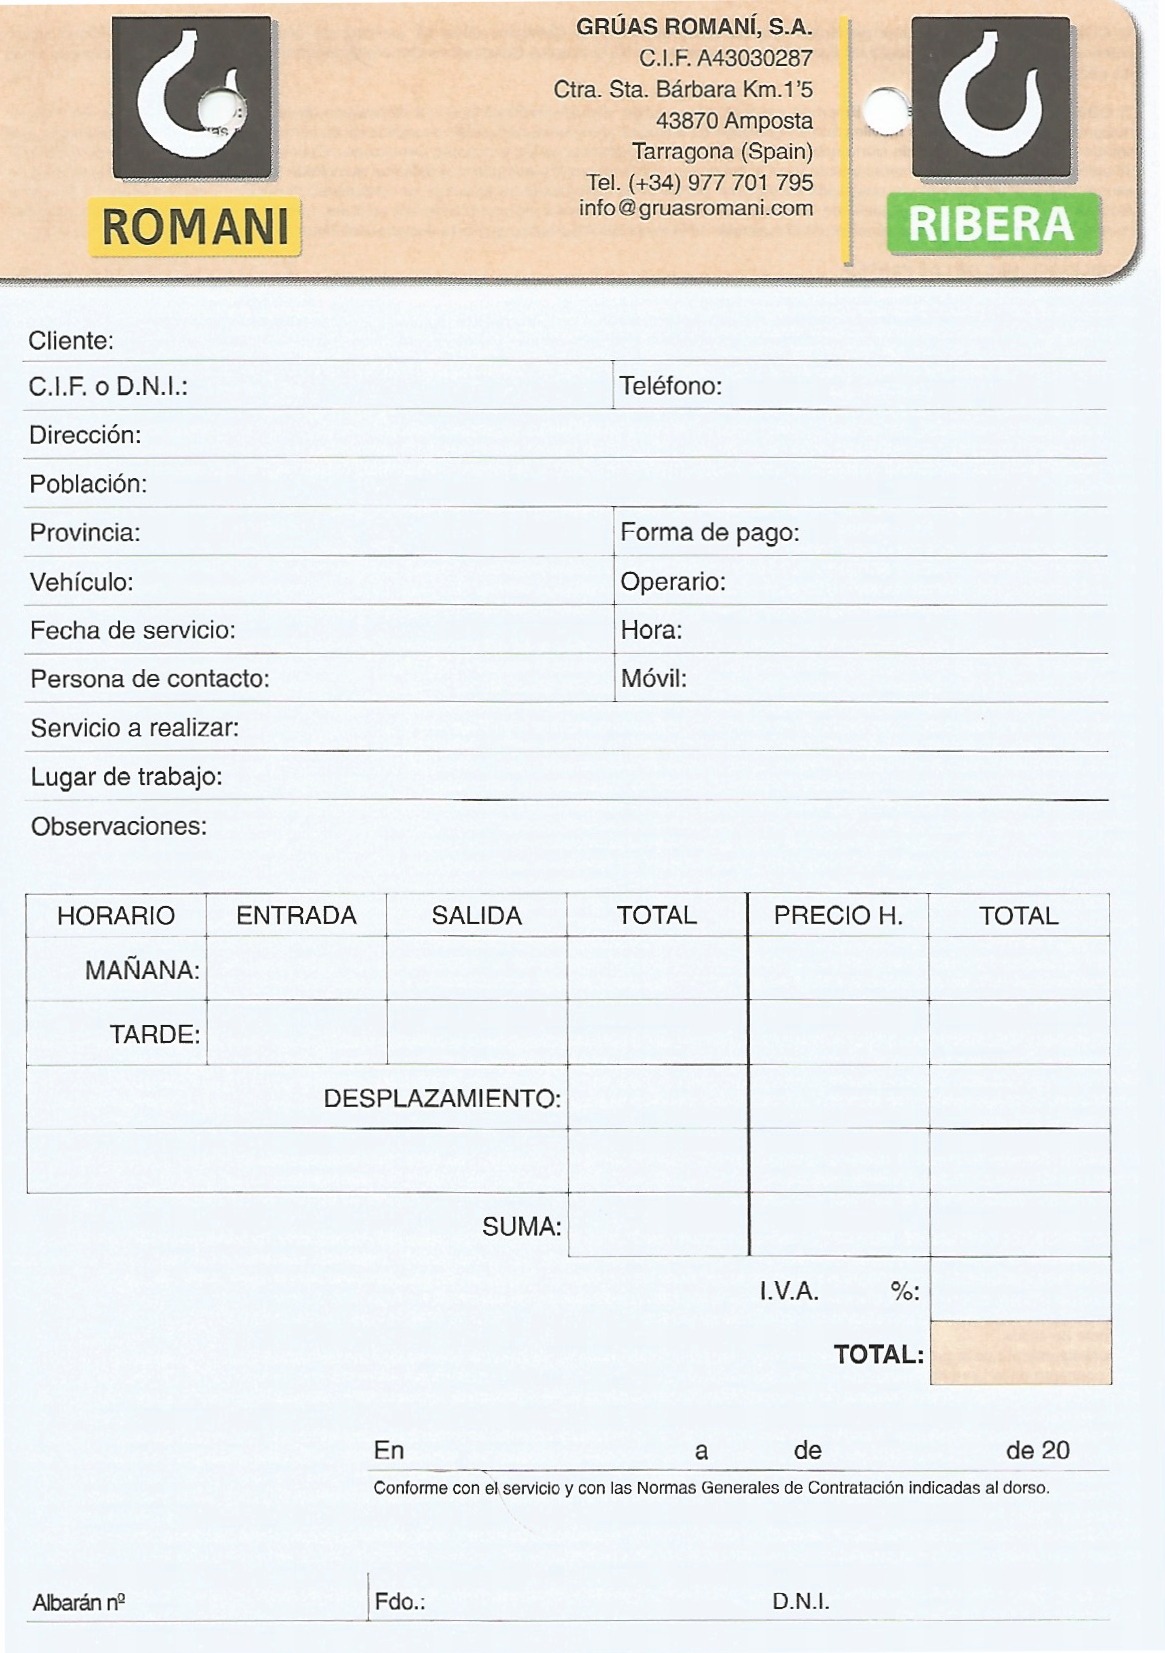 ROMANI
GRÚAS ROMANÍ, S.A.
C.I.F. A43030287
Ctra. Sta. Bárbara Km.1'5
43870 Amposta
Tarragona (Spain)
Tel. (+34) 977 701 795
info@gruasromani.com
RIBERA
Cliente:
C.I.F. o D.N.I.: Teléfono:
Dirección:
Población:
Provincia: Forma de pago:
Vehículo: Operario:
Fecha de servicio: Hora:
Persona de contacto: Móvil:
Servicio a realizar:
Lugar de trabajo:
Observaciones:
HORARIO ENTRADA SALIDA TOTAL PRECIO H. TOTAL
MAÑANA:
TARDE:
DESPLAZAMIENTO:
SUMA:
I.V.A. %:
TOTAL:
En a de de 20
Conforme con el servicio y con las Normas Generales de Contratación indicadas al dorso.
Albarán nº Fdo.: D.N.I.